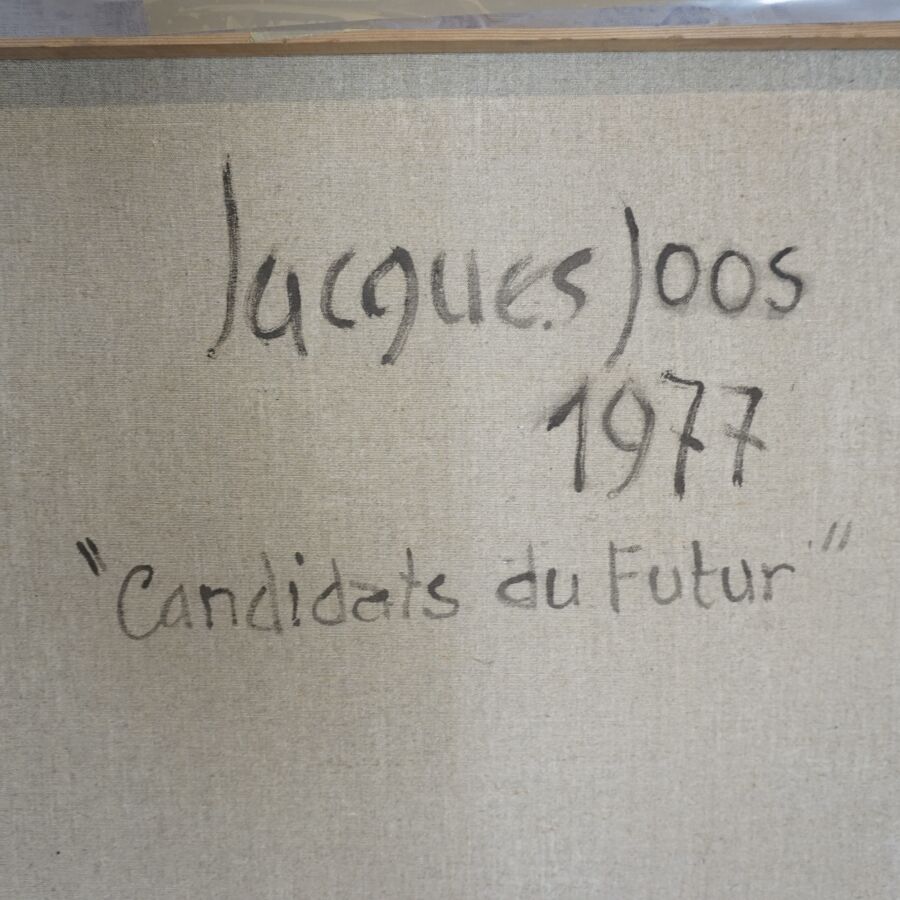 Jacques Joos
1977
"Candidats du Futur"